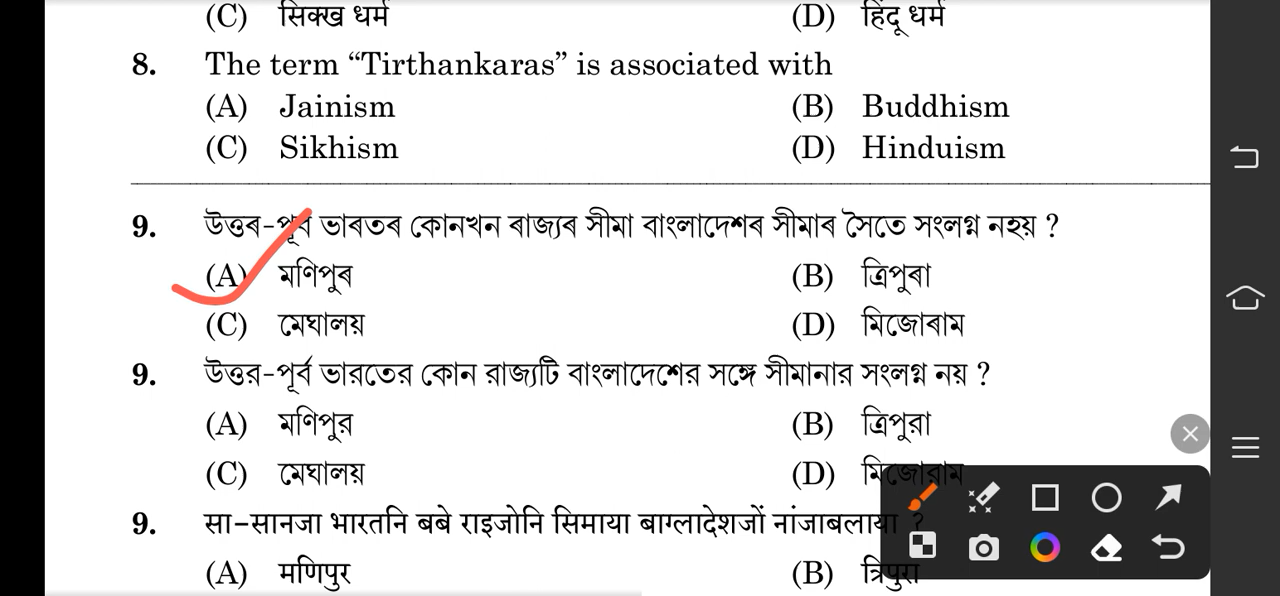 (C) सिक्ख धर्म (D) हिंदू धर्म
8. The term “Tirthankaras” is associated with
(A) Jainism (B) Buddhism
(C) Sikhism (D) Hinduism
9. উত্তৰ-পূৰ্ব ভাৰতৰ কোনখন ৰাজ্যৰ সীমা বাংলাদেশৰ সীমাৰ সৈতে সংলগ্ন নহয় ?
(A) মণিপুৰ (B) ত্ৰিপুৰা
(C) মেঘালয় (D) মিজোৰাম
9. উত্তর-পূর্ব ভারতের কোন রাজ্যটি বাংলাদেশের সঙ্গে সীমানার সংলগ্ন নয় ?
(A) মণিপুর (B) ত্রিপুরা
(C) মেঘালয় (D) মিজোরাম
9. सा-सानजा भारतनि बबे राइजोनि सिमाया बाग्लादेशजों नांजाबलाया ?
(A) मणिपुर (B) त्रिपुरा